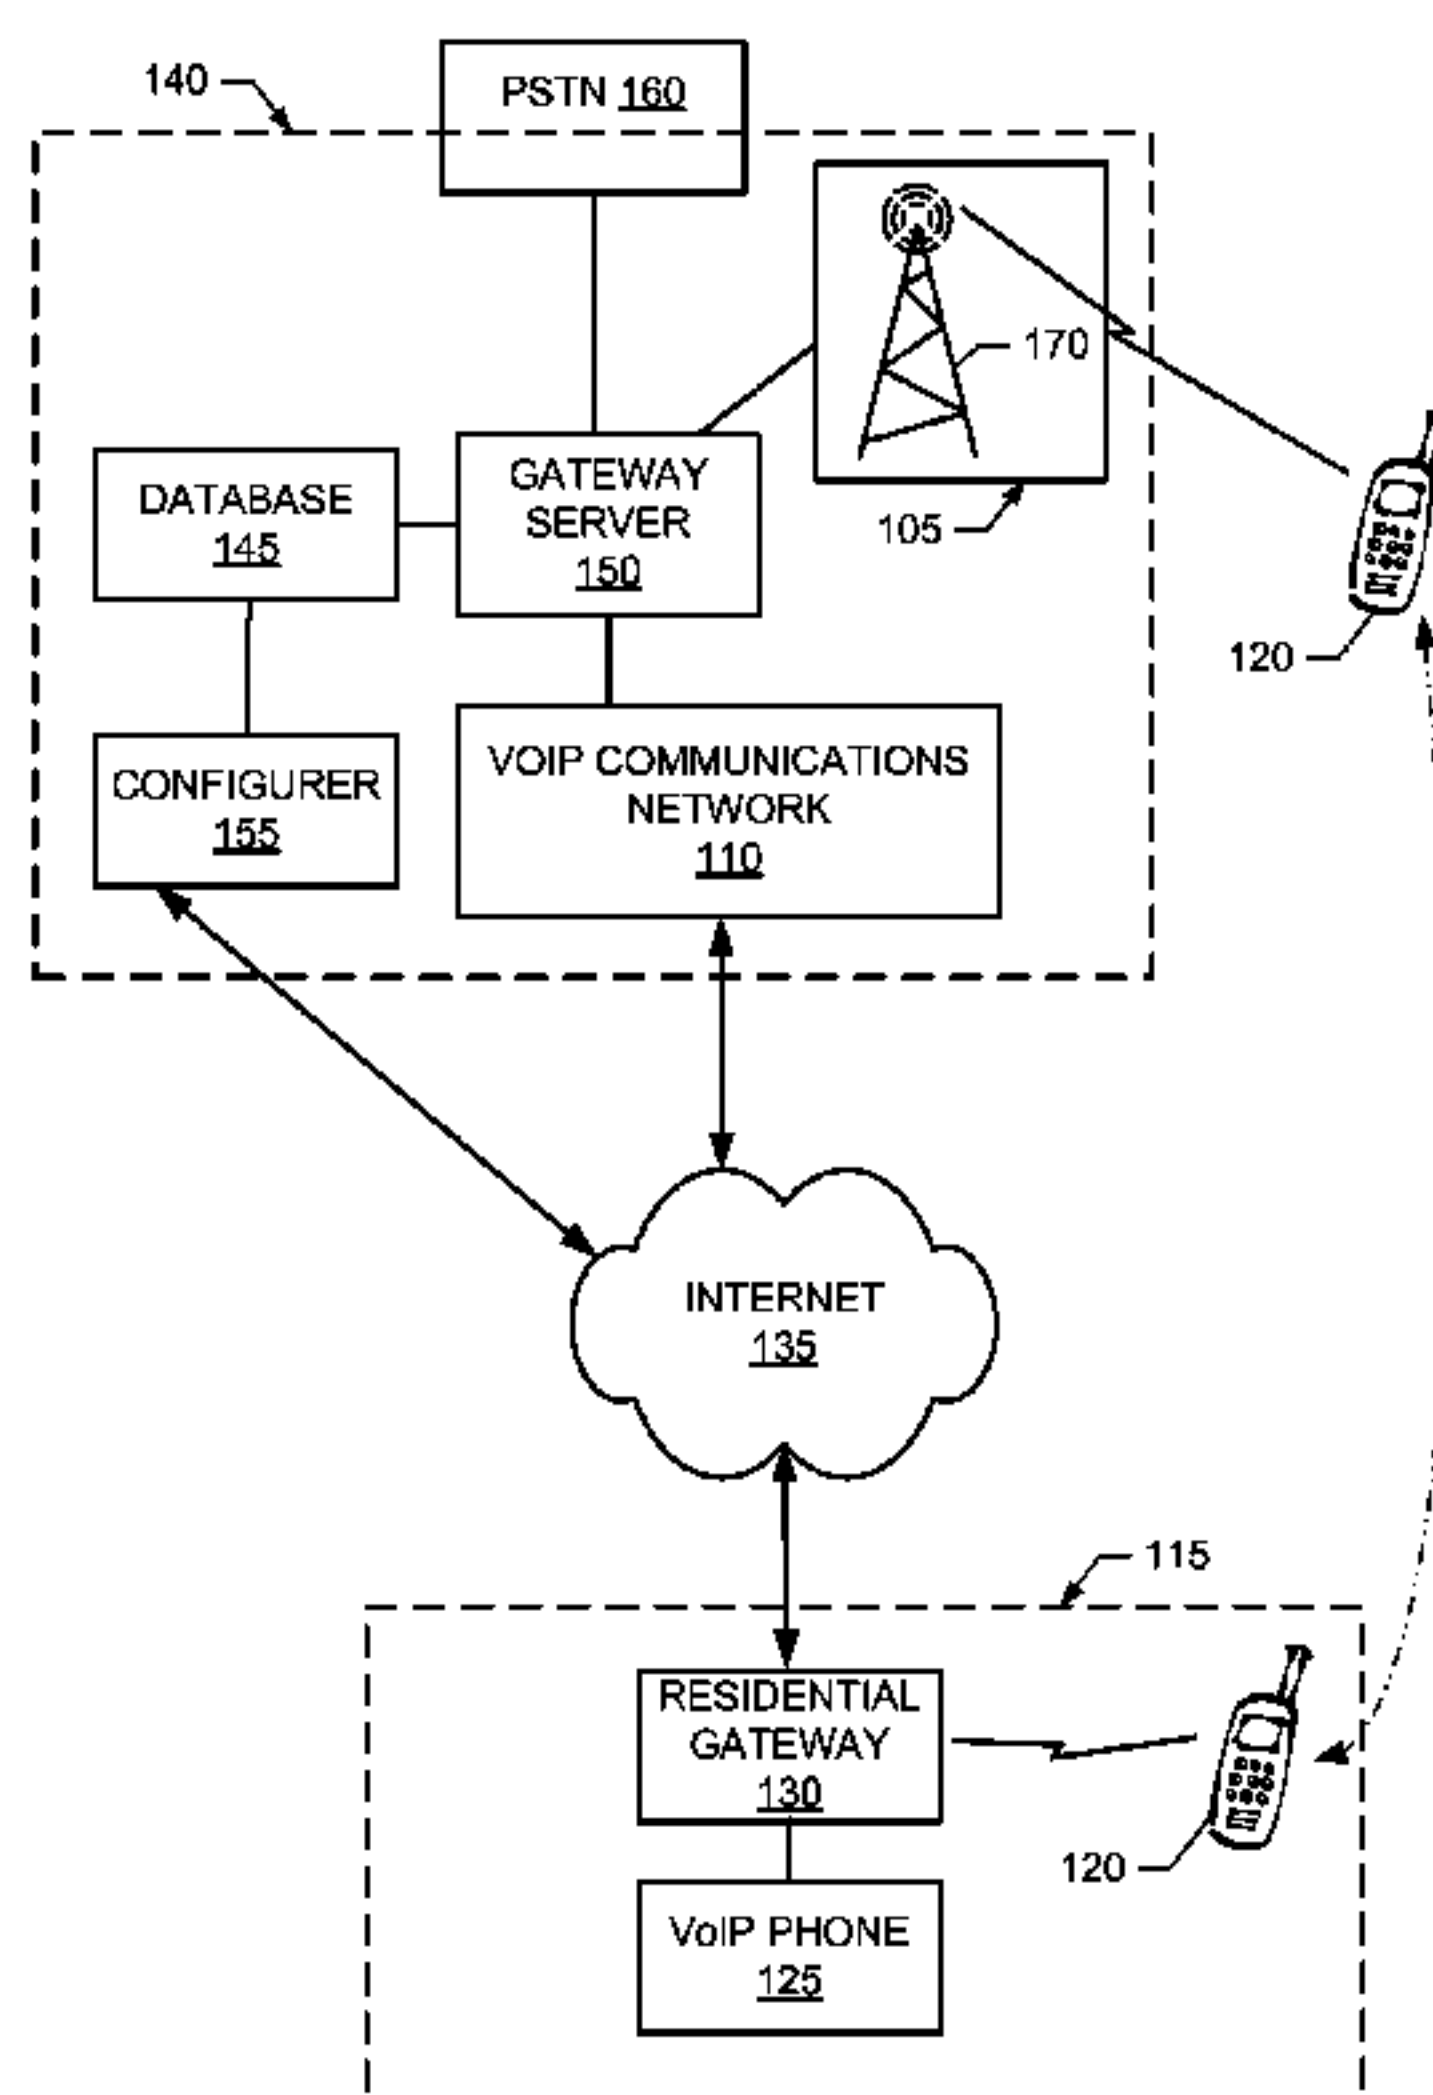 140
PSTN 160
170
105
DATABASE
145
GATEWAY
SERVER
150
120
CONFIGURER
155
VOIP COMMUNICATIONS
NETWORK
110
INTERNET
135
115
RESIDENTIAL
GATEWAY
130
120
VoIP PHONE
125